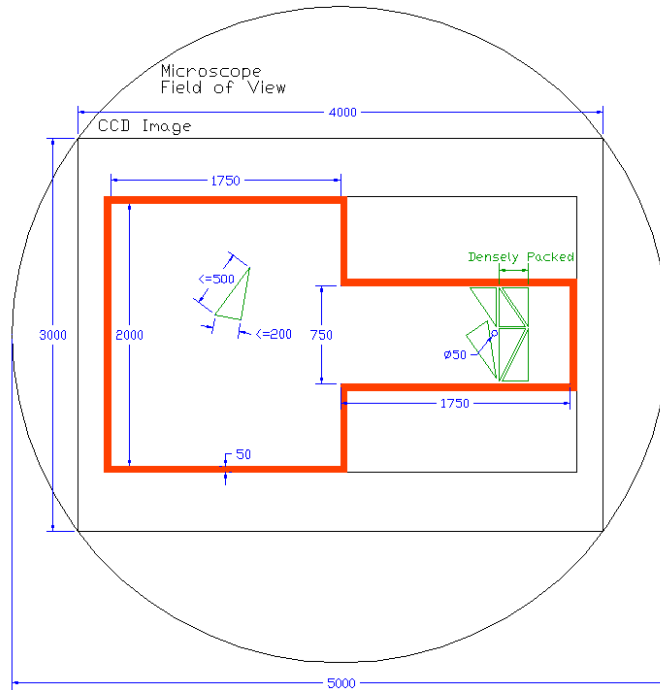 Microscope
Field of View
4000
CCD Image
1750
Densely Packed
<=500
3000
2000
<=200
750
ø50
1750
50
5000